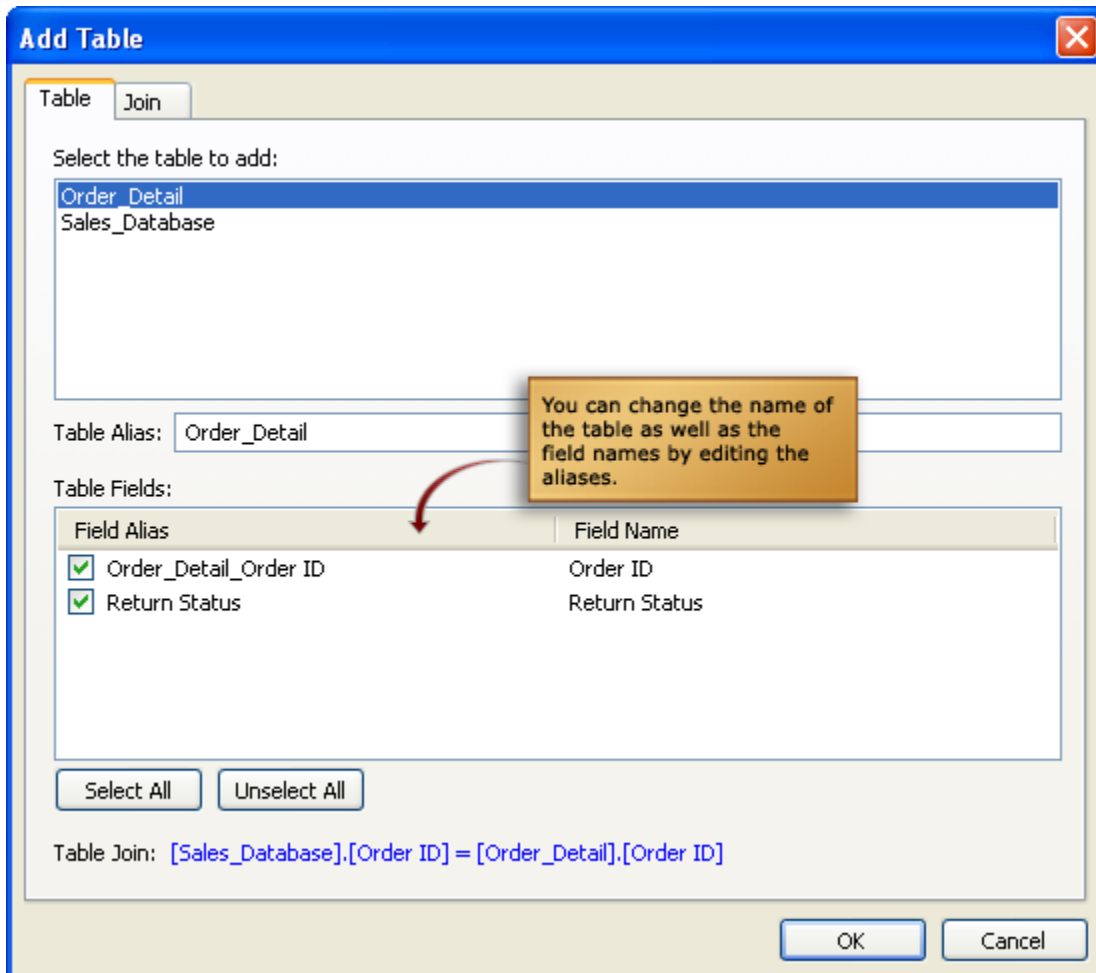 Add Table
Table Join
Select the table to add:
Order_Detail
Sales_Database
You can change the name of
the table as well as the
field names by editing the
aliases.
Table Alias: Order_Detail
Table Fields:
Field Alias Field Name
Order_Detail_Order ID Order ID
Return Status Return Status
Select All Unselect All
Table Join: [Sales_Database].[Order ID] = [Order_Detail].[Order ID]
OK Cancel